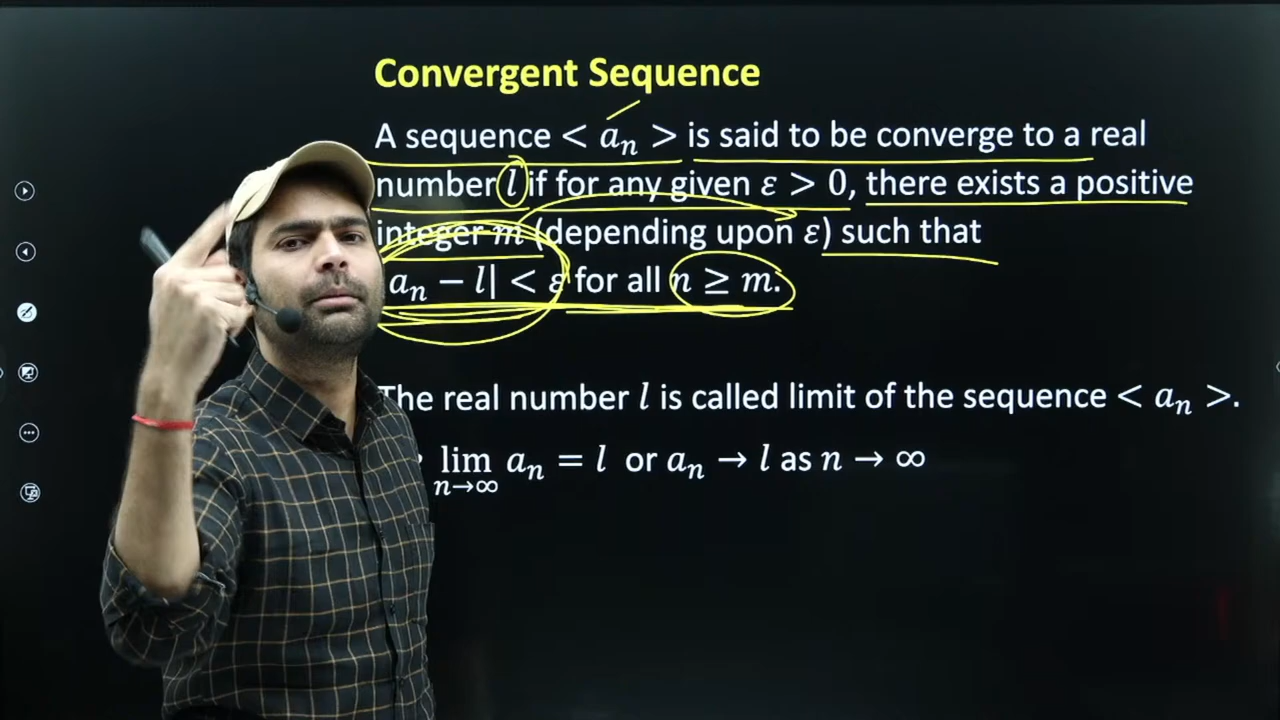 Convergent Sequence
A sequence < aₙ > is said to be converge to a real
number l if for any given ε > 0, there exists a positive
integer m (depending upon ε) such that
aₙ − l| < ε for all n ≥ m.
The real number l is called limit of the sequence < aₙ >.
lim aₙ = l or aₙ → l as n → ∞
n→∞